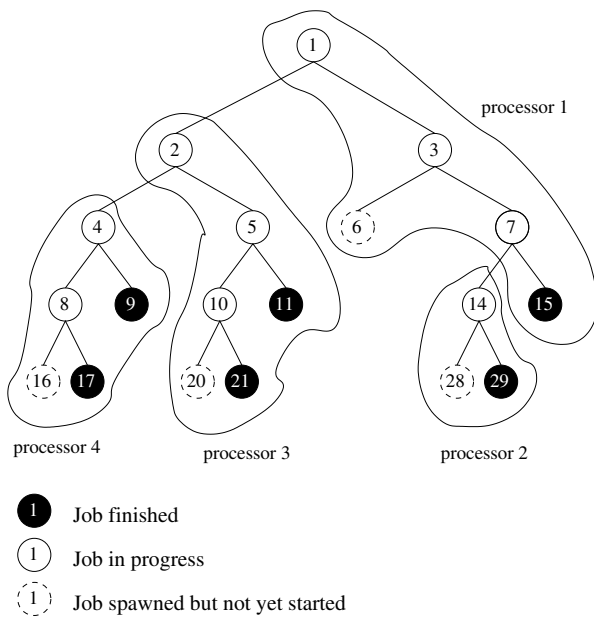 1
processor 1
2
3
4
5
6
7
8
9
10
11
14
15
16
17
20
21
28
29
processor 4
processor 3
processor 2
1 Job finished
1 Job in progress
1 Job spawned but not yet started